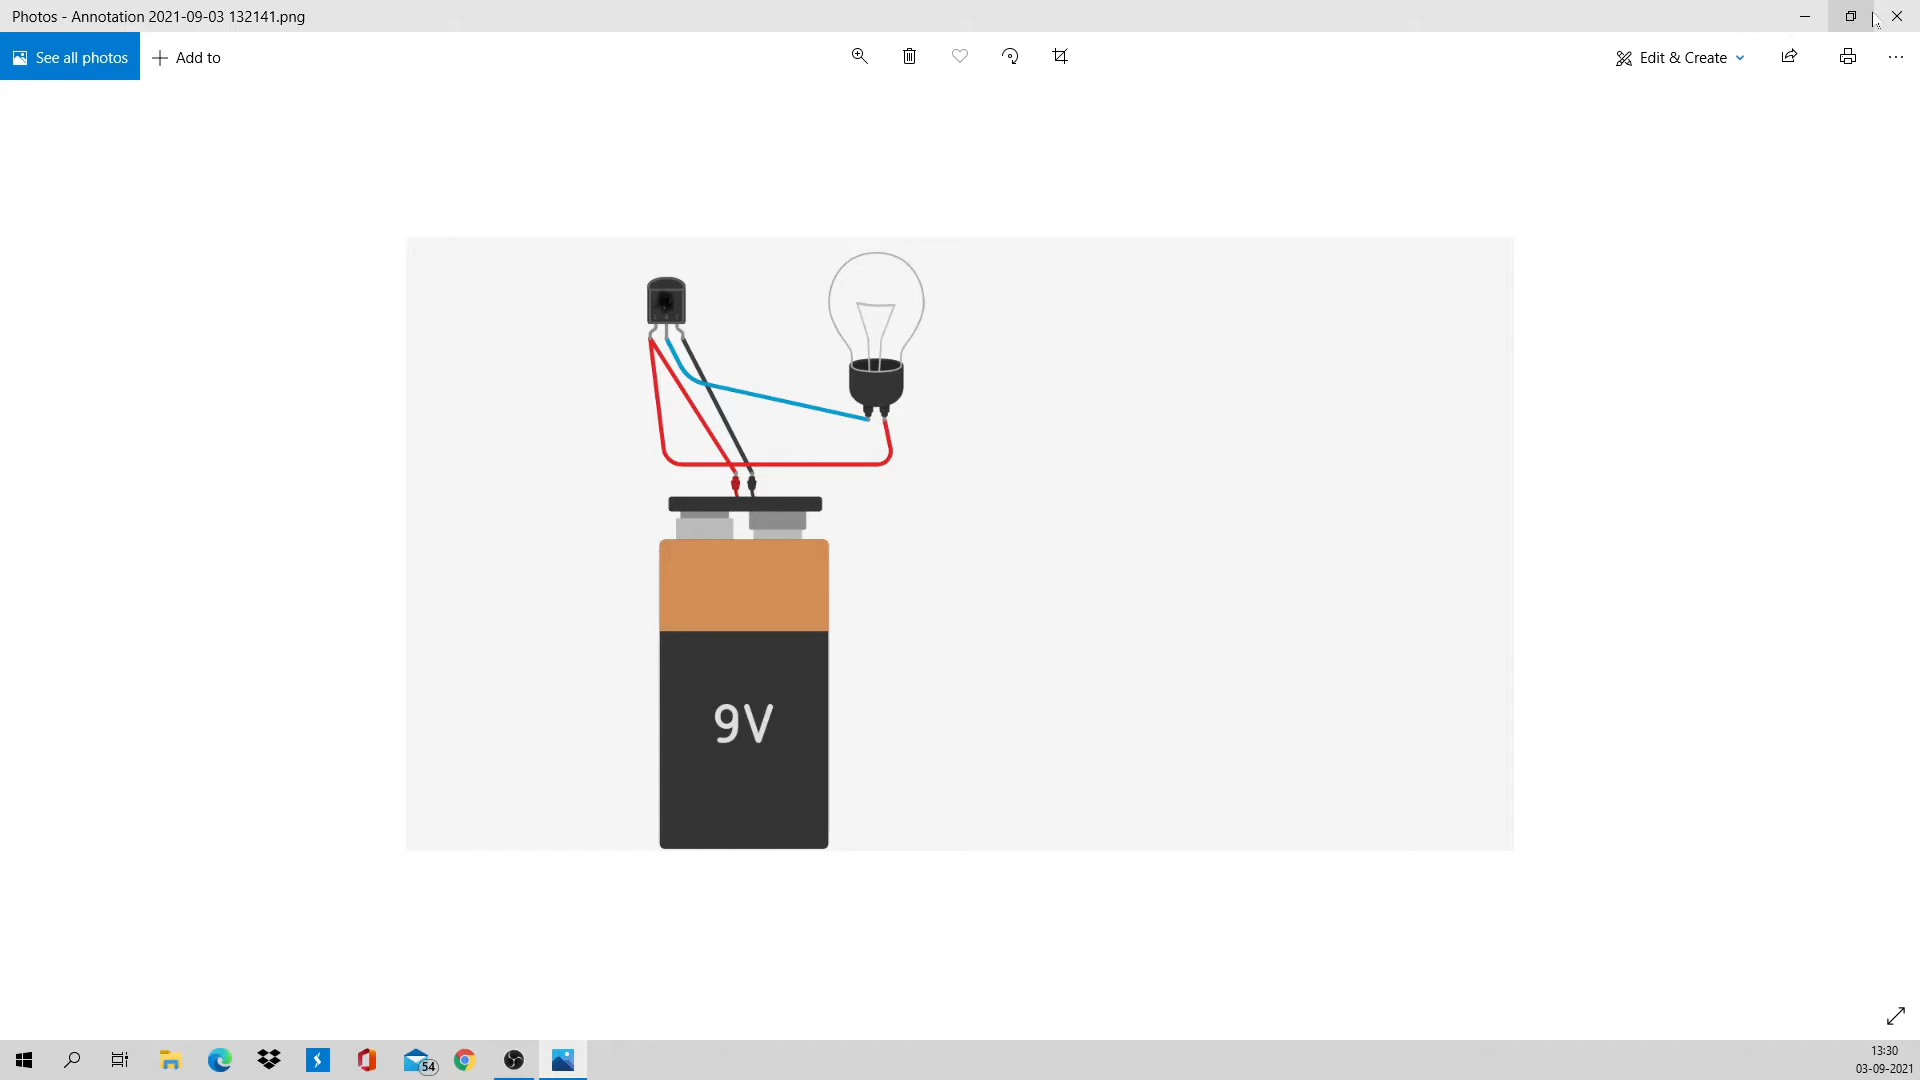 Photos - Annotation 2021-09-03 132141.png
See all photos
Add to
Edit & Create
9V
54
13:30
03-09-2021